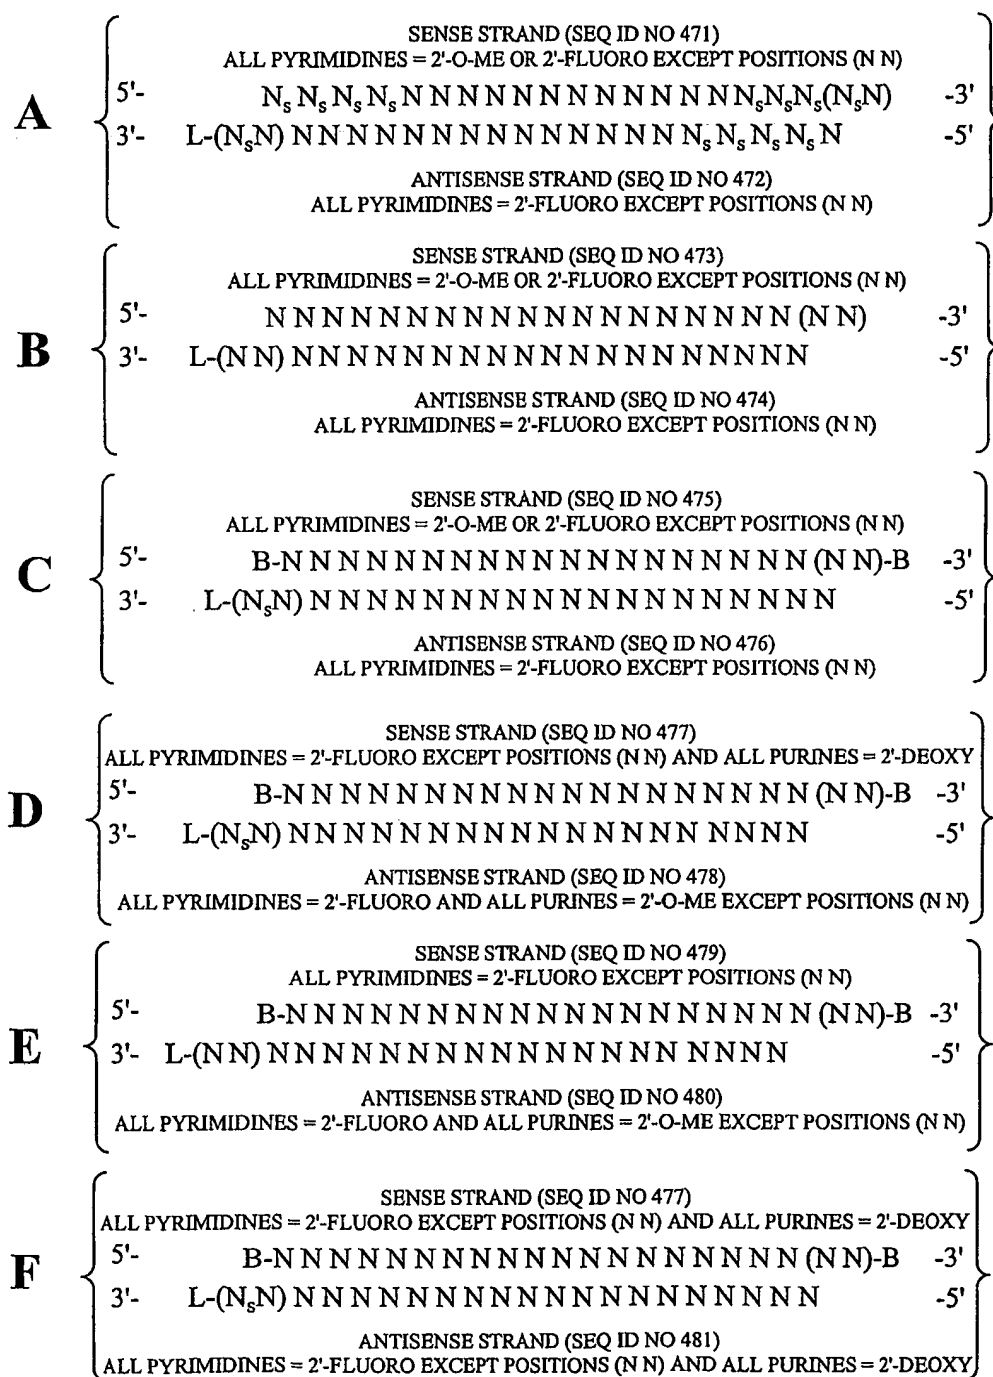 A
SENSE STRAND (SEQ ID NO 471)
ALL PYRIMIDINES = 2'-O-ME OR 2'-FLUORO EXCEPT POSITIONS (N N)
5'- NsNsNsNsN N N N N N N N N N N N NsNsNs(NsN) -3'
3'- L-(NsN) N N N N N N N N N N N N N N Ns Ns Ns Ns N -5'
ANTISENSE STRAND (SEQ ID NO 472)
ALL PYRIMIDINES = 2'-FLUORO EXCEPT POSITIONS (N N)
B
SENSE STRAND (SEQ ID NO 473)
ALL PYRIMIDINES = 2'-O-ME OR 2'-FLUORO EXCEPT POSITIONS (N N)
5'- N N N N N N N N N N N N N N N N N N N (N N) -3'
3'- L-(N N) N N N N N N N N N N N N N N N N N N N -5'
ANTISENSE STRAND (SEQ ID NO 474)
ALL PYRIMIDINES = 2'-FLUORO EXCEPT POSITIONS (N N)
C
SENSE STRAND (SEQ ID NO 475)
ALL PYRIMIDINES = 2'-O-ME OR 2'-FLUORO EXCEPT POSITIONS (N N)
5'- B-N N N N N N N N N N N N N N N N N N N (N N)-B -3'
3'- L-(NsN) N N N N N N N N N N N N N N N N N N N -5'
ANTISENSE STRAND (SEQ ID NO 476)
ALL PYRIMIDINES = 2'-FLUORO EXCEPT POSITIONS (N N)
D
SENSE STRAND (SEQ ID NO 477)
ALL PYRIMIDINES = 2'-FLUORO EXCEPT POSITIONS (N N) AND ALL PURINES = 2'-DEOXY
5'- B-N N N N N N N N N N N N N N N N N N N (N N)-B -3'
3'- L-(NsN) N N N N N N N N N N N N N N N N N N N -5'
ANTISENSE STRAND (SEQ ID NO 478)
ALL PYRIMIDINES = 2'-FLUORO AND ALL PURINES = 2'-O-ME EXCEPT POSITIONS (N N)
E
SENSE STRAND (SEQ ID NO 479)
ALL PYRIMIDINES = 2'-FLUORO EXCEPT POSITIONS (N N)
5'- B-N N N N N N N N N N N N N N N N N N N (N N)-B -3'
3'- L-(N N) N N N N N N N N N N N N N N N N N N N -5'
ANTISENSE STRAND (SEQ ID NO 480)
ALL PYRIMIDINES = 2'-FLUORO AND ALL PURINES = 2'-O-ME EXCEPT POSITIONS (N N)
F
SENSE STRAND (SEQ ID NO 477)
ALL PYRIMIDINES = 2'-FLUORO EXCEPT POSITIONS (N N) AND ALL PURINES = 2'-DEOXY
5'- B-N N N N N N N N N N N N N N N N N N N (N N)-B -3'
3'- L-(NsN) N N N N N N N N N N N N N N N N N N N -5'
ANTISENSE STRAND (SEQ ID NO 481)
ALL PYRIMIDINES = 2'-FLUORO EXCEPT POSITIONS (N N) AND ALL PURINES = 2'-DEOXY